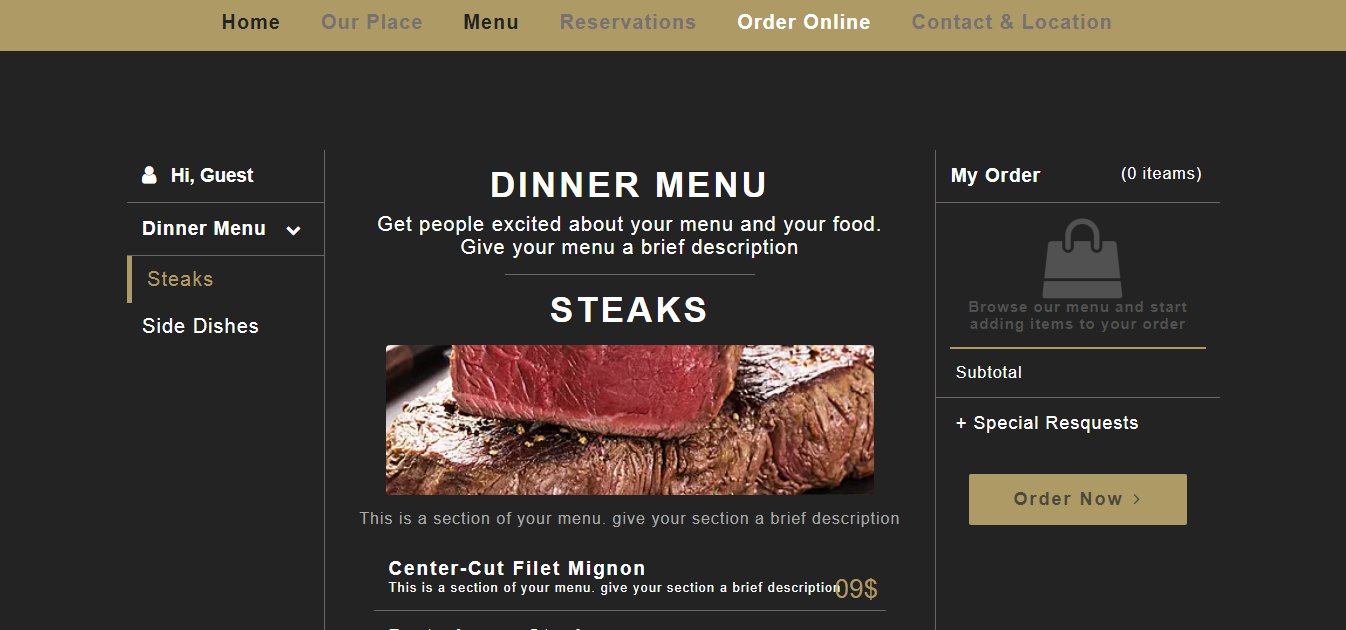 Home Our Place Menu Reservations Order Online Contact & Location
Hi, Guest
Dinner Menu
Steaks
Side Dishes
DINNER MENU
Get people excited about your menu and your food.
Give your menu a brief description
STEAKS
This is a section of your menu. give your section a brief description
Center-Cut Filet Mignon
This is a section of your menu. give your section a brief description
09$
My Order (0 iteams)
Browse our menu and start
adding items to your order
Subtotal
+ Special Resquests
Order Now >